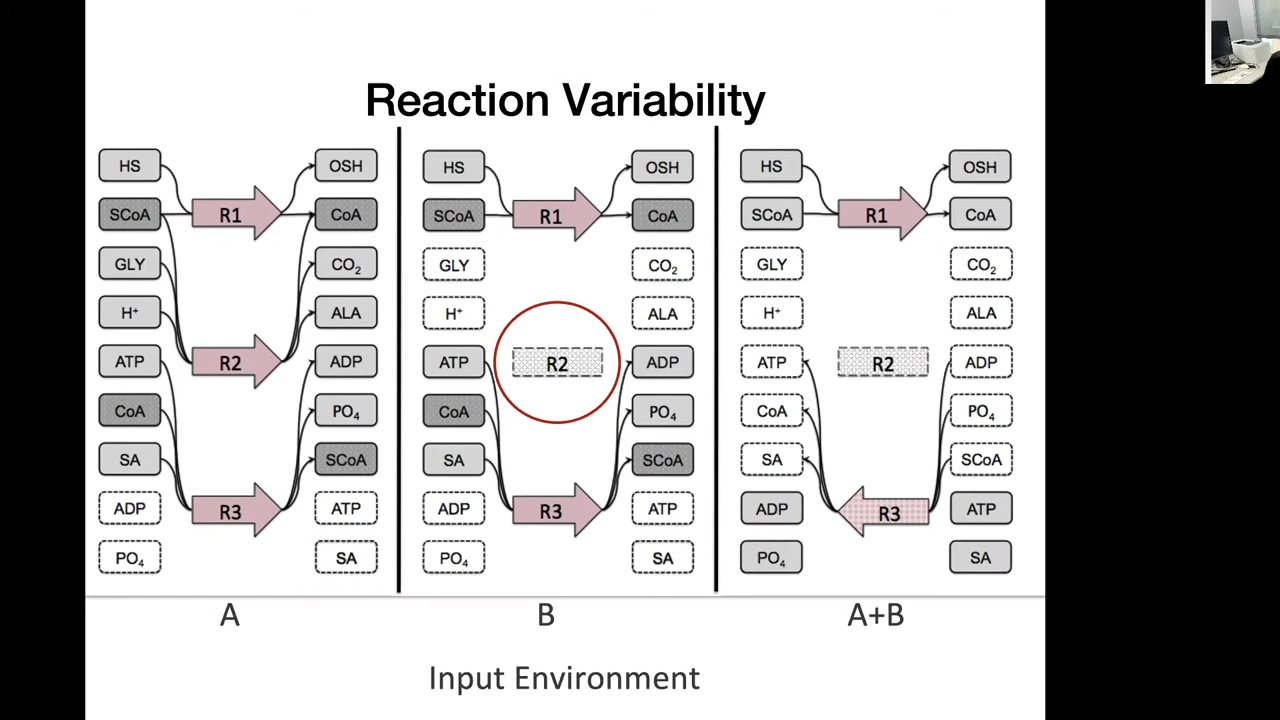 Reaction Variability
HS
OSH
SCoA
R1
CoA
GLY
CO₂
H⁺
ALA
ATP
R2
ADP
CoA
PO₄
SA
SCoA
ADP
R3
ATP
PO₄
SA
A
HS
OSH
SCoA
R1
CoA
GLY
CO₂
H⁺
ALA
ATP
R2
ADP
CoA
PO₄
SA
SCoA
ADP
R3
ATP
PO₄
SA
B
HS
OSH
SCoA
R1
CoA
GLY
CO₂
H⁺
ALA
ATP
R2
ADP
CoA
PO₄
SA
SCoA
ADP
R3
ATP
PO₄
SA
A+B
Input Environment